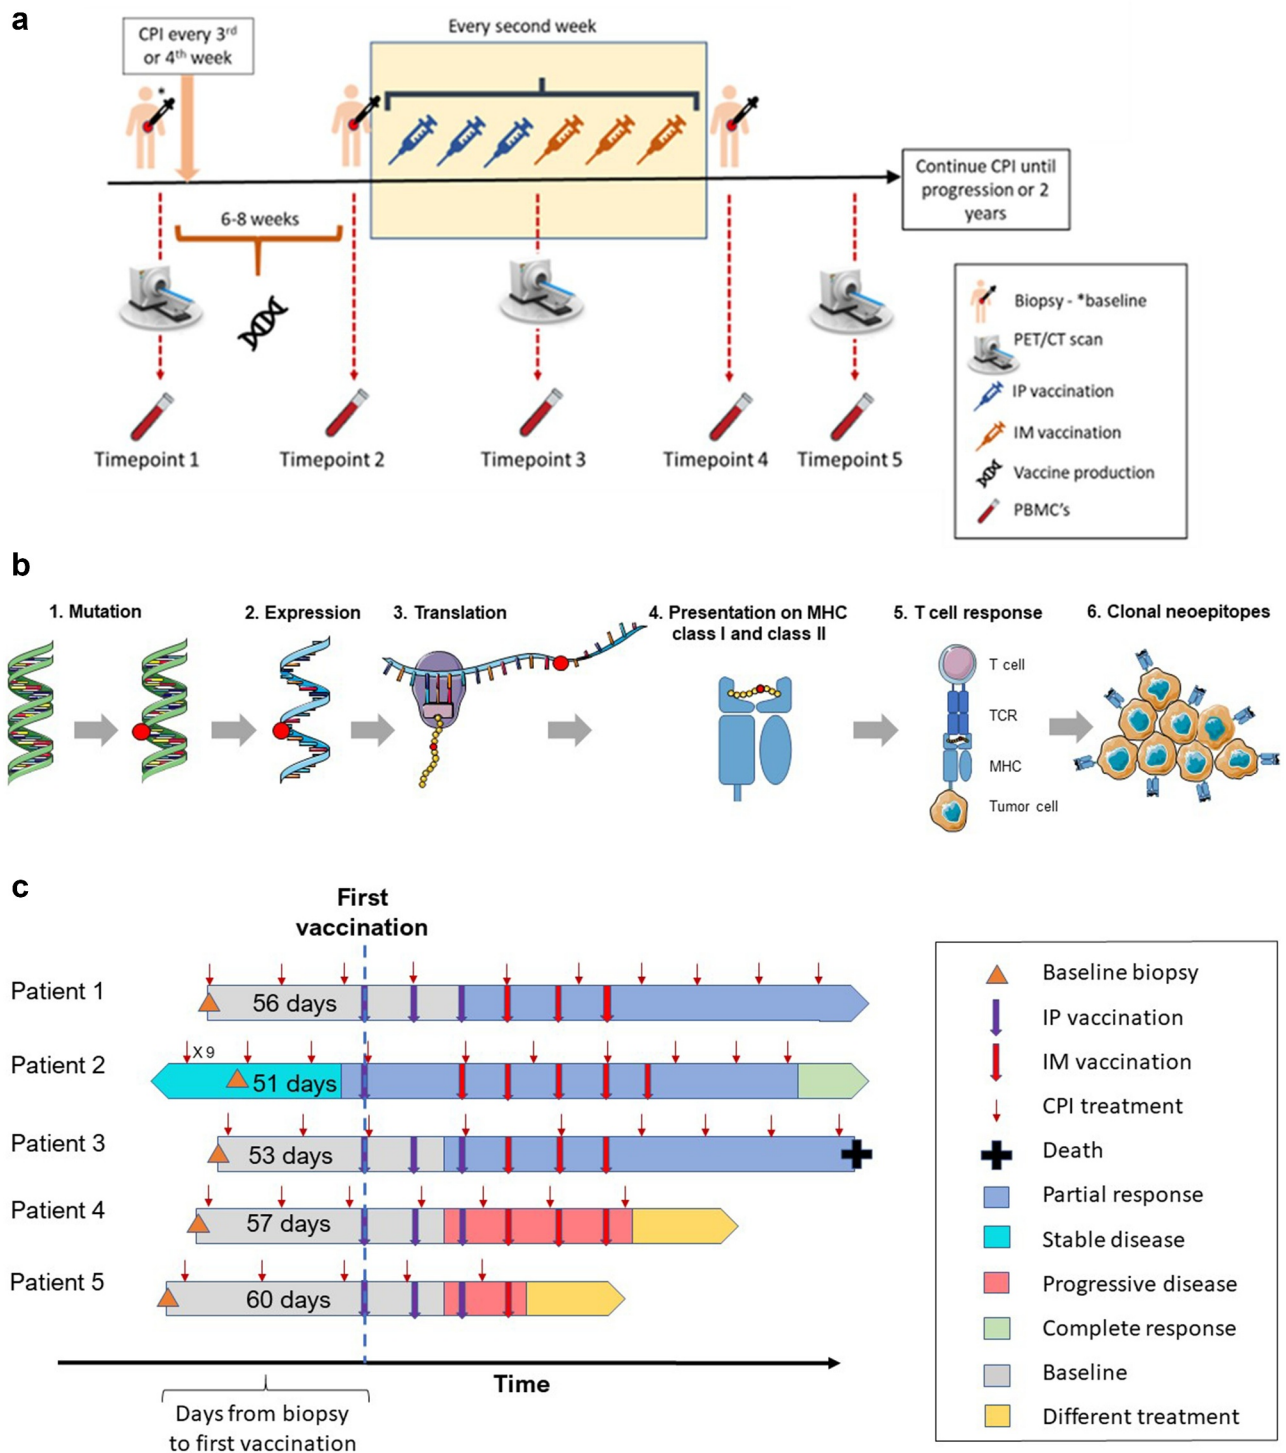 a
CPI every 3rd
or 4th week
Every second week
*
6-8 weeks
Continue CPI until
progression or 2
years
Timepoint 1
Timepoint 2
Timepoint 3
Timepoint 4
Timepoint 5
Biopsy - *baseline
PET/CT scan
IP vaccination
IM vaccination
Vaccine production
PBMC's
b
1. Mutation
2. Expression
3. Translation
4. Presentation on MHC
class I and class II
5. T cell response
6. Clonal neoepitopes
T cell
TCR
MHC
Tumor cell
c
First
vaccination
Patient 1
56 days
Patient 2
X 9
51 days
Patient 3
53 days
Patient 4
57 days
Patient 5
60 days
Time
Days from biopsy
to first vaccination
Baseline biopsy
IP vaccination
IM vaccination
CPI treatment
Death
Partial response
Stable disease
Progressive disease
Complete response
Baseline
Different treatment